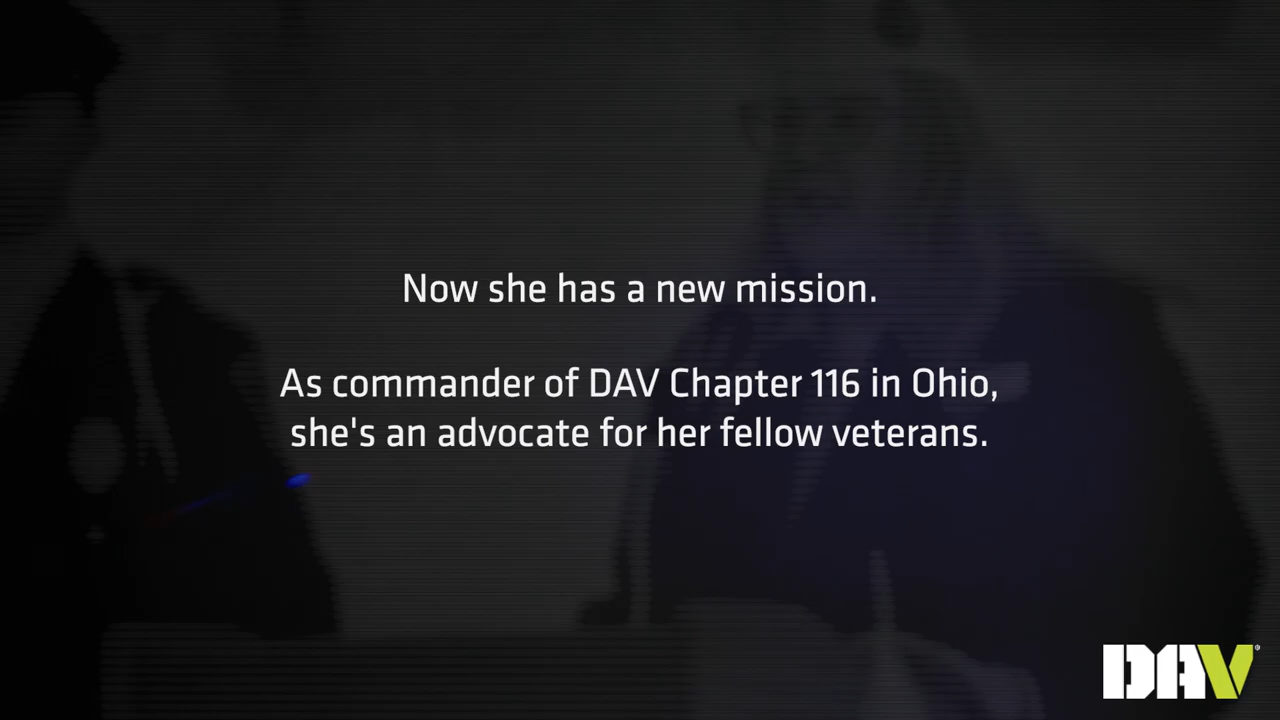 Now she has a new mission.
As commander of DAV Chapter 116 in Ohio,
she's an advocate for her fellow veterans.
DAV®